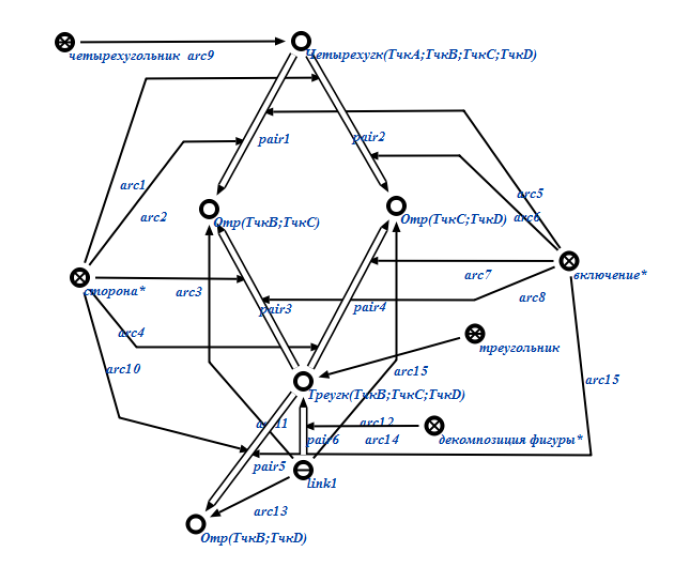 четырехугольник arc9
Четырехугк(ТчкА;ТчкВ;ТчкС;ТчкD)
pair1
pair2
arc1
arc2
arc5
arc6
Отр(ТчкВ;ТчкС)
Отр(ТчкС;ТчкD)
сторона*
включение*
arc3
arc7
arc8
pair3
pair4
arc4
треугольник
arc10
arc15
arc15
Треугк(ТчкВ;ТчкС;ТчкD)
arc12
pair6
arc14
декомпозиция фигуры*
pair5
link1
arc13
Отр(ТчкВ;ТчкD)